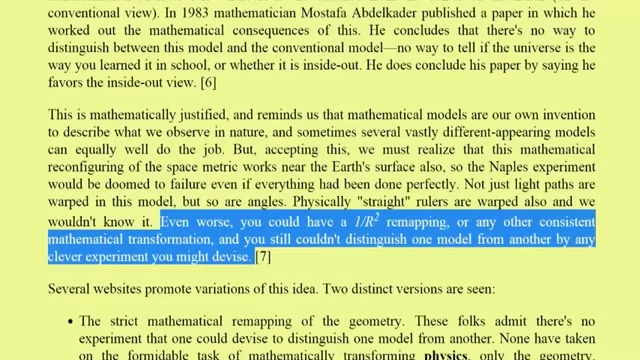 conventional view). In 1983 mathematician Mostafa Abdelkader published a paper in which he
worked out the mathematical consequences of this. He concludes that there's no way to
distinguish between this model and the conventional model—no way to tell if the universe is the
way you learned it in school, or whether it is inside-out. He does conclude his paper by saying he
favors the inside-out view. [6]
This is mathematically justified, and reminds us that mathematical models are our own invention
to describe what we observe in nature, and sometimes several vastly different-appearing models
can equally well do the job. But, accepting this, we must realize that this mathematical
reconfiguring of the space metric works near the Earth's surface also, so the Naples experiment
would be doomed to failure even if everything had been done perfectly. Not just light paths are
warped in this model, but so are angles. Physically "straight" rulers are warped also and we
wouldn't know it. Even worse, you could have a 1/R² remapping, or any other consistent
mathematical transformation, and you still couldn't distinguish one model from another by any
clever experiment you might devise. [7]
Several websites promote variations of this idea. Two distinct versions are seen:
• The strict mathematical remapping of the geometry. These folks admit there's no
experiment that one could devise to distinguish one model from another. None have taken
on the formidable task of mathematically transforming physics, only the geometry.